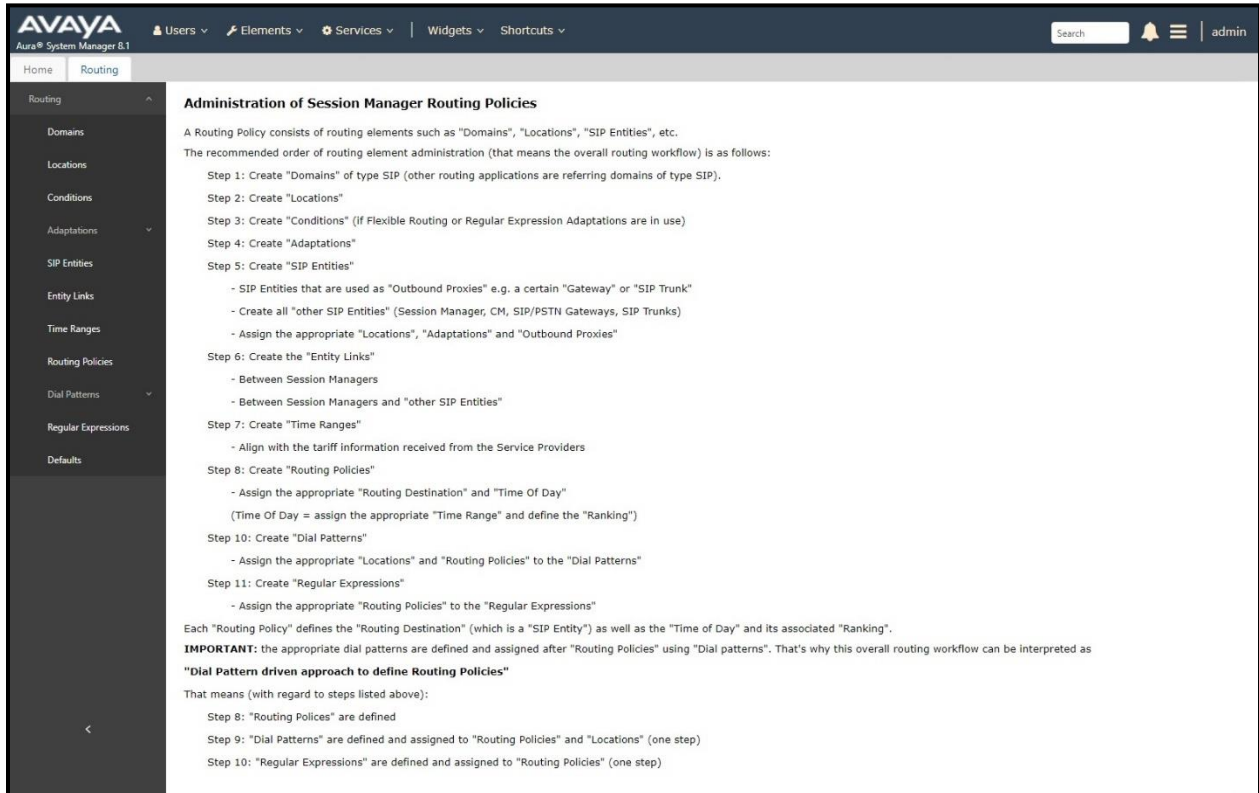 AVAYA
Aura® System Manager 8.1
Users Elements Services | Widgets Shortcuts
Search
admin
Home Routing
Routing
Domains
Locations
Conditions
Adaptations
SIP Entities
Entity Links
Time Ranges
Routing Policies
Dial Patterns
Regular Expressions
Defaults
Administration of Session Manager Routing Policies
A Routing Policy consists of routing elements such as "Domains", "Locations", "SIP Entities", etc.
The recommended order of routing element administration (that means the overall routing workflow) is as follows:
Step 1: Create "Domains" of type SIP (other routing applications are referring domains of type SIP).
Step 2: Create "Locations"
Step 3: Create "Conditions" (if Flexible Routing or Regular Expression Adaptations are in use)
Step 4: Create "Adaptations"
Step 5: Create "SIP Entities"
- SIP Entities that are used as "Outbound Proxies" e.g. a certain "Gateway" or "SIP Trunk"
- Create all "other SIP Entities" (Session Manager, CM, SIP/PSTN Gateways, SIP Trunks)
- Assign the appropriate "Locations", "Adaptations" and "Outbound Proxies"
Step 6: Create the "Entity Links"
- Between Session Managers
- Between Session Managers and "other SIP Entities"
Step 7: Create "Time Ranges"
- Align with the tariff information received from the Service Providers
Step 8: Create "Routing Policies"
- Assign the appropriate "Routing Destination" and "Time Of Day"
(Time Of Day = assign the appropriate "Time Range" and define the "Ranking")
Step 10: Create "Dial Patterns"
- Assign the appropriate "Locations" and "Routing Policies" to the "Dial Patterns"
Step 11: Create "Regular Expressions"
- Assign the appropriate "Routing Policies" to the "Regular Expressions"
Each "Routing Policy" defines the "Routing Destination" (which is a "SIP Entity") as well as the "Time of Day" and its associated "Ranking".
IMPORTANT: the appropriate dial patterns are defined and assigned after "Routing Policies" using "Dial patterns". That's why this overall routing workflow can be interpreted as
"Dial Pattern driven approach to define Routing Policies"
That means (with regard to steps listed above):
Step 8: "Routing Polices" are defined
Step 9: "Dial Patterns" are defined and assigned to "Routing Policies" and "Locations" (one step)
Step 10: "Regular Expressions" are defined and assigned to "Routing Policies" (one step)